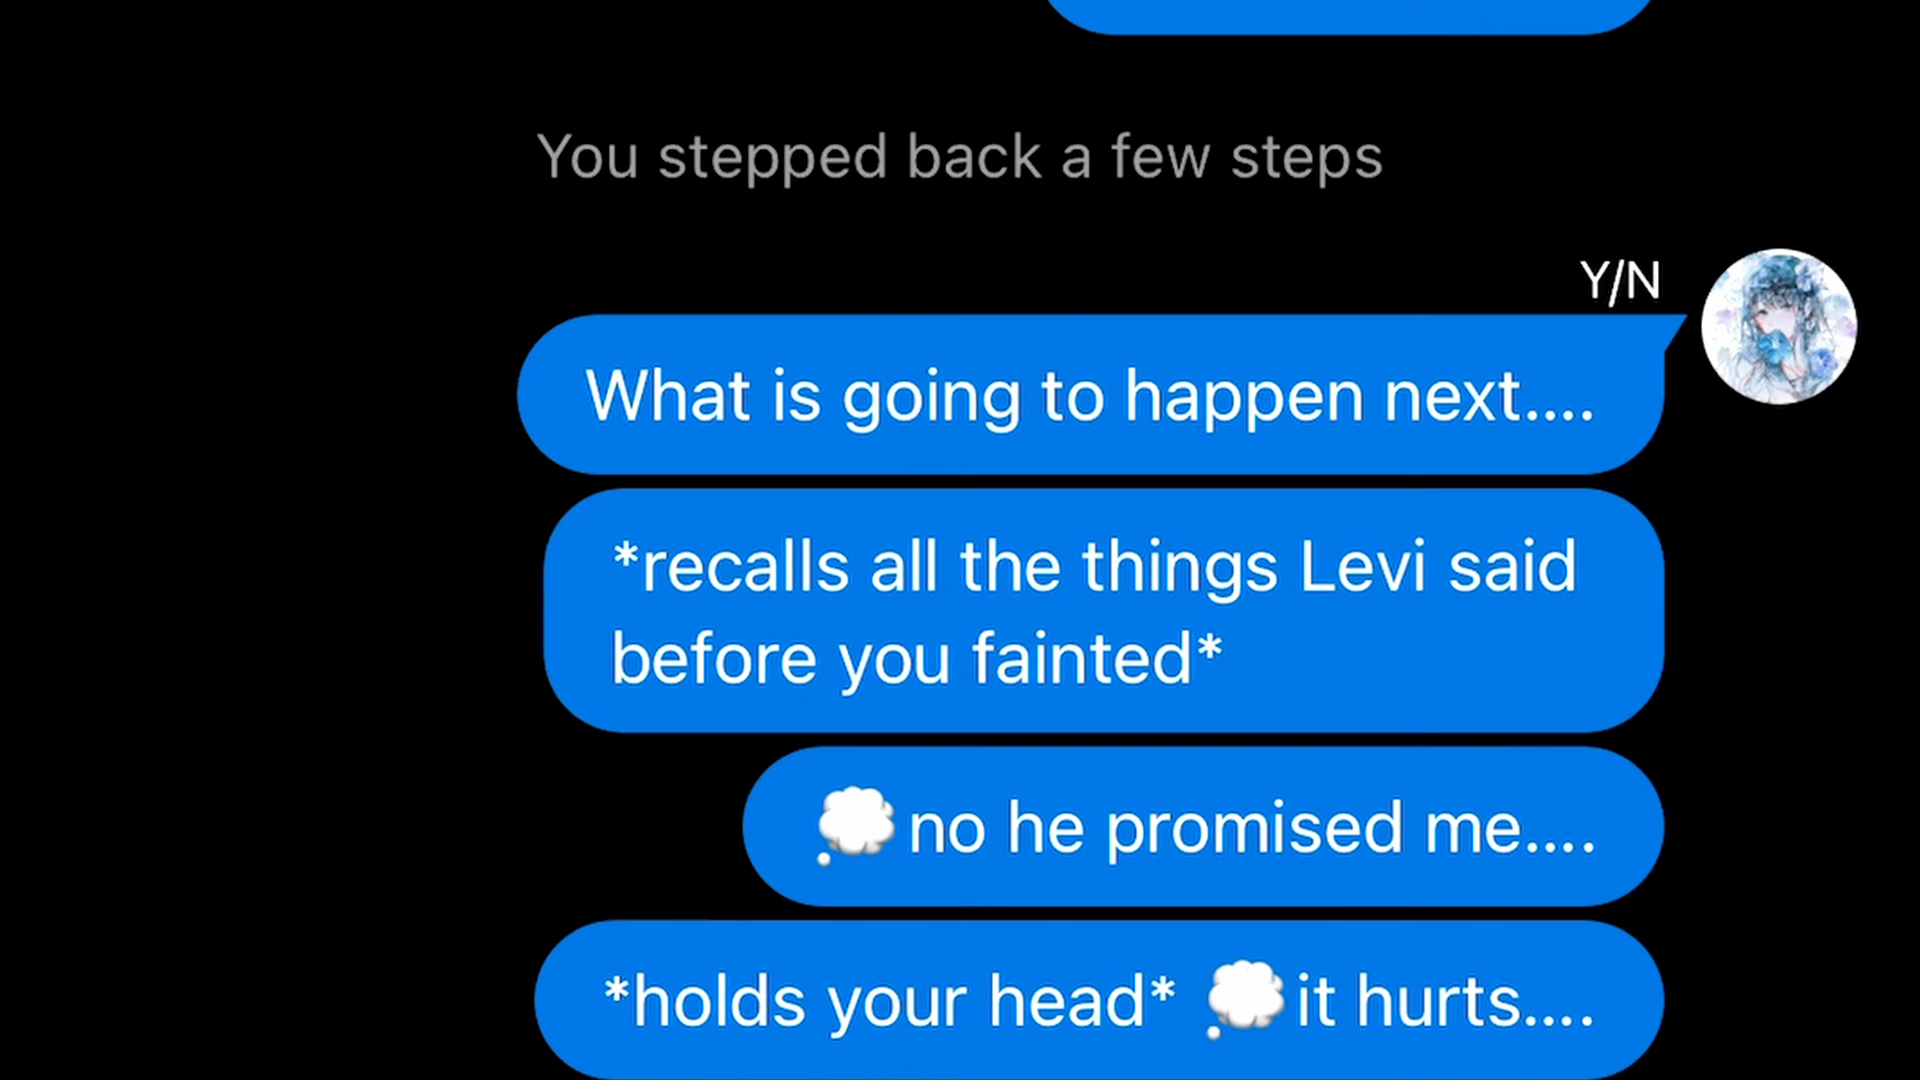 You stepped back a few steps
Y/N
What is going to happen next....
*recalls all the things Levi said
before you fainted*
💭 no he promised me....
*holds your head* 💭 it hurts....